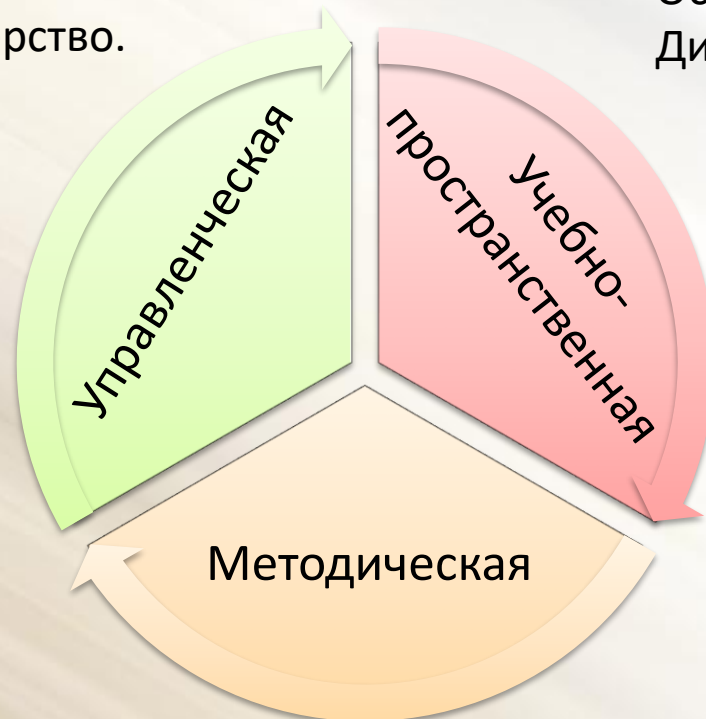 рство.
Ди
Управленческая
Учебно-
пространственная
Методическая